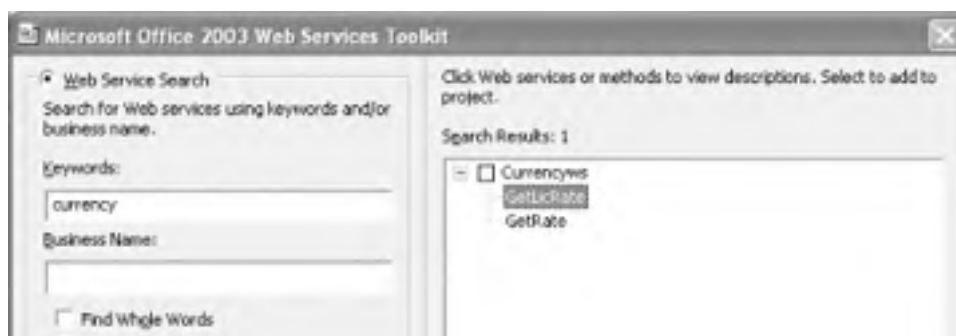 Microsoft Office 2003 Web Services Toolkit
Web Service Search
Search for Web services using keywords and/or
business name.
Keywords:
currency
Business Name:
Find Whole Words
Click Web services or methods to view descriptions. Select to add to
project.
Search Results: 1
Currencyws
GetLicRate
GetRate